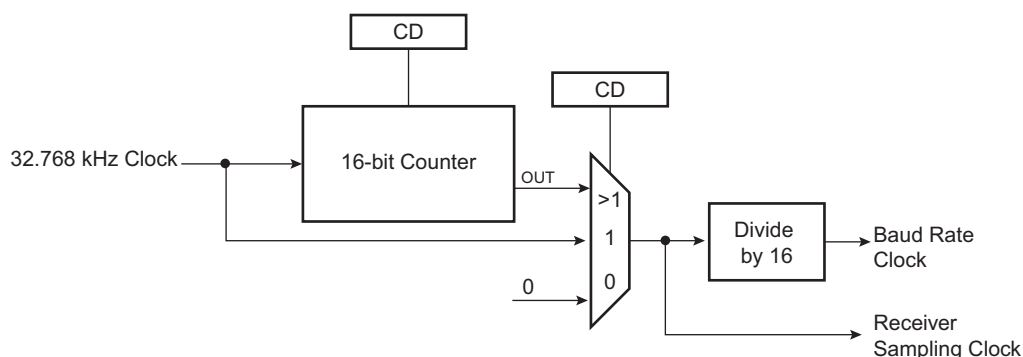 CD
CD
32.768 kHz Clock
16-bit Counter
OUT
>1
1
0
0
Divide
by 16
Baud Rate
Clock
Receiver
Sampling Clock